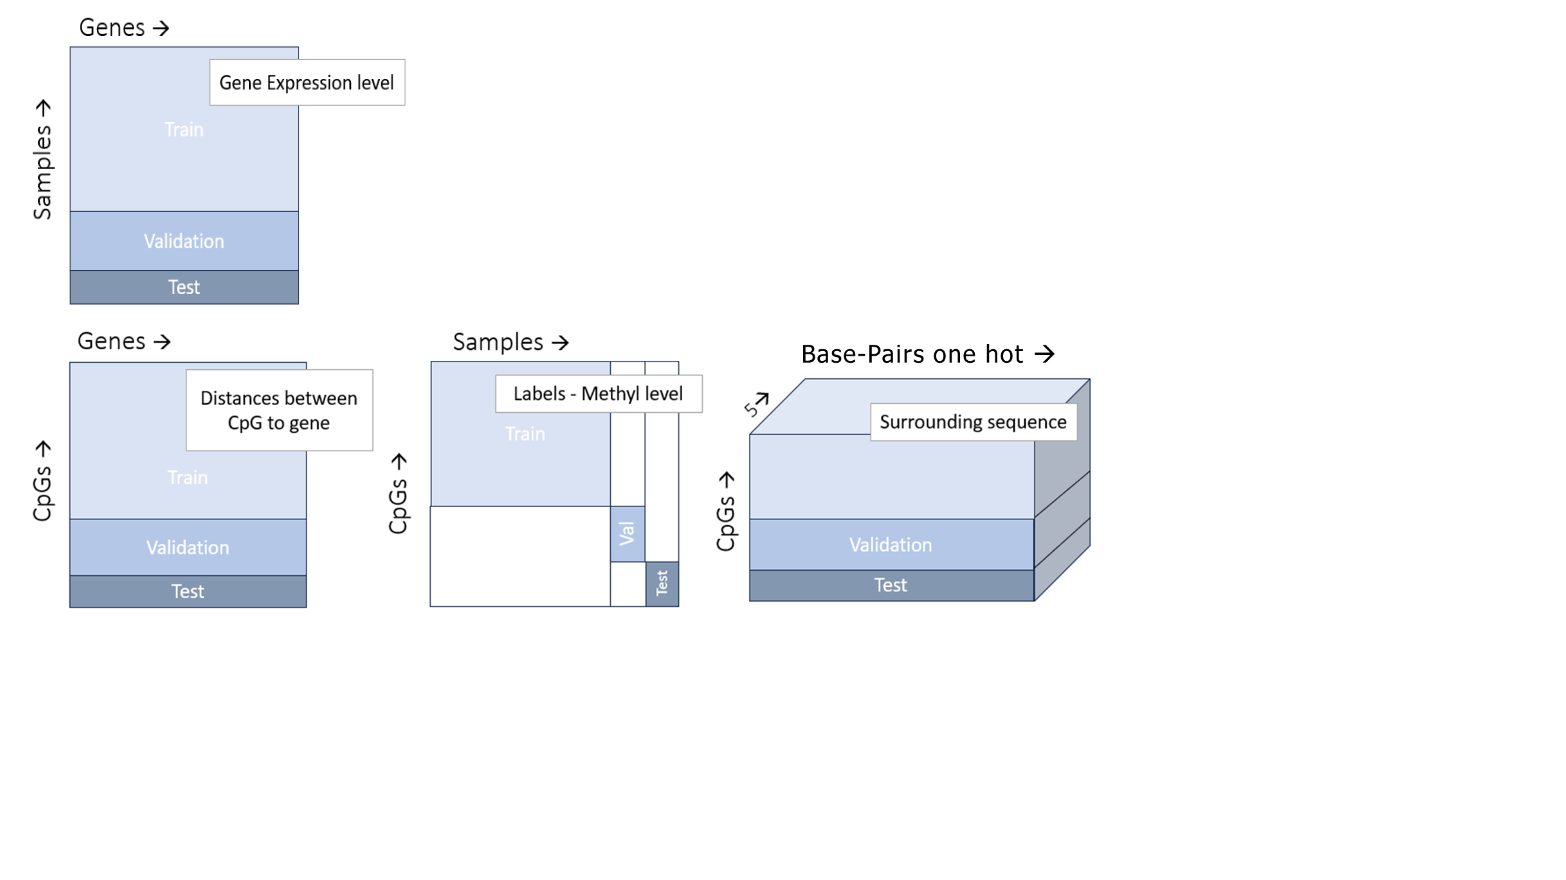 Genes →
Samples →
Gene Expression level
Train
Validation
Test
Genes →
CpGs →
Distances between
CpG to gene
Train
Validation
Test
Samples →
CpGs →
Labels - Methyl level
Train
Val
Test
Base-Pairs one hot →
5→
CpGs →
Surrounding sequence
Validation
Test